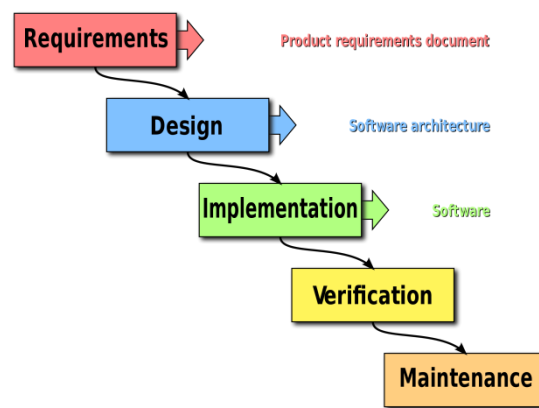 Requirements
Product requirements document
Design
Software architecture
Implementation
Software
Verification
Maintenance